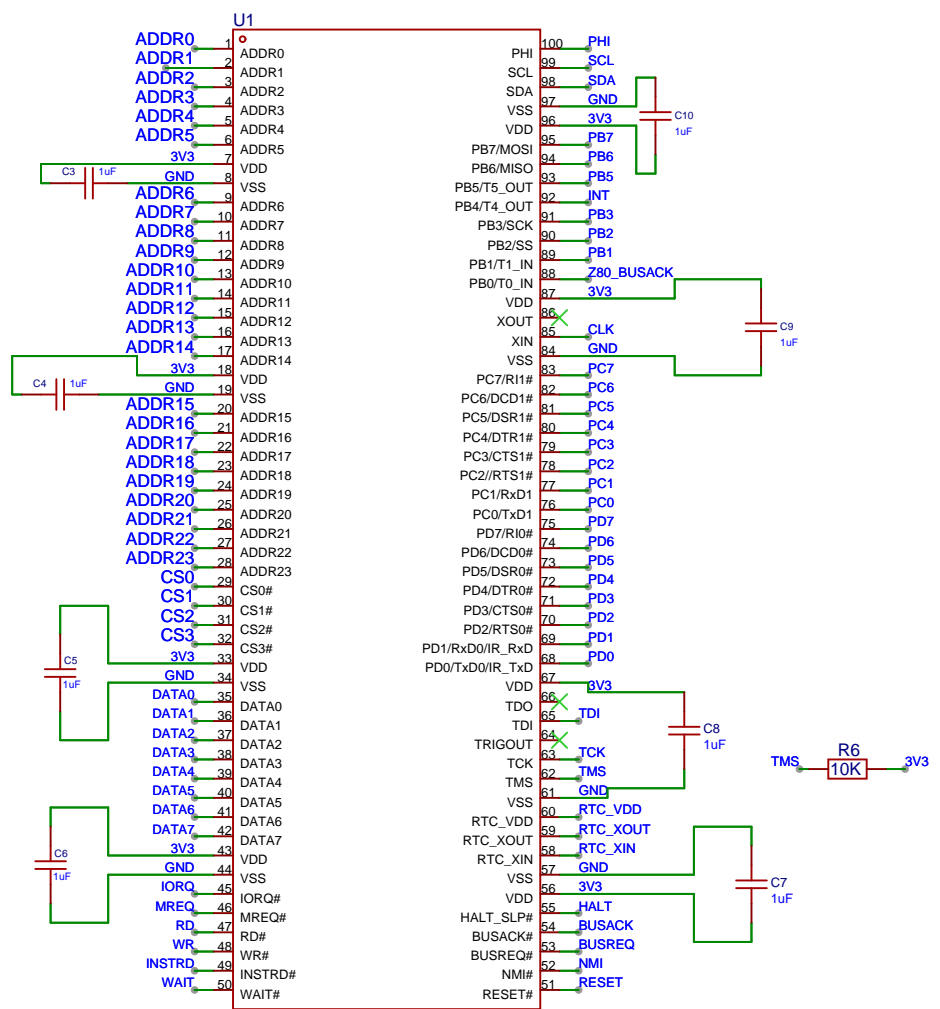 U1
ADDR0 1 ADDR0 PHI 100 PHI
ADDR1 2 ADDR1 SCL 99 SCL
ADDR2 3 ADDR2 SDA 98 SDA
ADDR3 4 ADDR3 VSS 97 GND
ADDR4 5 ADDR4 VDD 96 3V3
C10
1uF
ADDR5 6 ADDR5 PB7/MOSI 95 PB7
3V3 7 VDD PB6/MISO 94 PB6
C3 1uF
GND 8 VSS PB5/T5_OUT 93 PB5
ADDR6 9 ADDR6 PB4/T4_OUT 92 INT
ADDR7 10 ADDR7 PB3/SCK 91 PB3
ADDR8 11 ADDR8 PB2/SS 90 PB2
ADDR9 12 ADDR9 PB1/T1_IN 89 PB1
ADDR10 13 ADDR10 PB0/T0_IN 88 Z80_BUSACK
ADDR11 14 ADDR11 VDD 87 3V3
ADDR12 15 ADDR12 XOUT 86
ADDR13 16 ADDR13 XIN 85 CLK
C9
1uF
ADDR14 17 ADDR14 VSS 84 GND
3V3 18 VDD PC7/RI1# 83 PC7
C4 1uF
GND 19 VSS PC6/DCD1# 82 PC6
ADDR15 20 ADDR15 PC5/DSR1# 81 PC5
ADDR16 21 ADDR16 PC4/DTR1# 80 PC4
ADDR17 22 ADDR17 PC3/CTS1# 79 PC3
ADDR18 23 ADDR18 PC2//RTS1# 78 PC2
ADDR19 24 ADDR19 PC1/RxD1 77 PC1
ADDR20 25 ADDR20 PC0/TxD1 76 PC0
ADDR21 26 ADDR21 PD7/RI0# 75 PD7
ADDR22 27 ADDR22 PD6/DCD0# 74 PD6
ADDR23 28 ADDR23 PD5/DSR0# 73 PD5
CS0 29 CS0# PD4/DTR0# 72 PD4
CS1 30 CS1# PD3/CTS0# 71 PD3
CS2 31 CS2# PD2/RTS0# 70 PD2
CS3 32 CS3# PD1/RxD0/IR_RxD 69 PD1
3V3 33 VDD PD0/TxD0/IR_TxD 68 PD0
C5
1uF
GND 34 VSS VDD 67 3V3
DATA0 35 DATA0 TDO 66
DATA1 36 DATA1 TDI 65 TDI
DATA2 37 DATA2 TRIGOUT 64
C8
1uF
DATA3 38 DATA3 TCK 63 TCK
DATA4 39 DATA4 TMS 62 TMS
TMS R6 3V3
10K
DATA5 40 DATA5 VSS 61 GND
DATA6 41 DATA6 RTC_VDD 60 RTC_VDD
DATA7 42 DATA7 RTC_XOUT 59 RTC_XOUT
3V3 43 VDD RTC_XIN 58 RTC_XIN
C6
1uF
GND 44 VSS VSS 57 GND
IORQ 45 IORQ# VDD 56 3V3
C7
1uF
MREQ 46 MREQ# HALT_SLP# 55 HALT
RD 47 RD# BUSACK# 54 BUSACK
WR 48 WR# BUSREQ# 53 BUSREQ
INSTRD 49 INSTRD# NMI# 52 NMI
WAIT 50 WAIT# RESET# 51 RESET